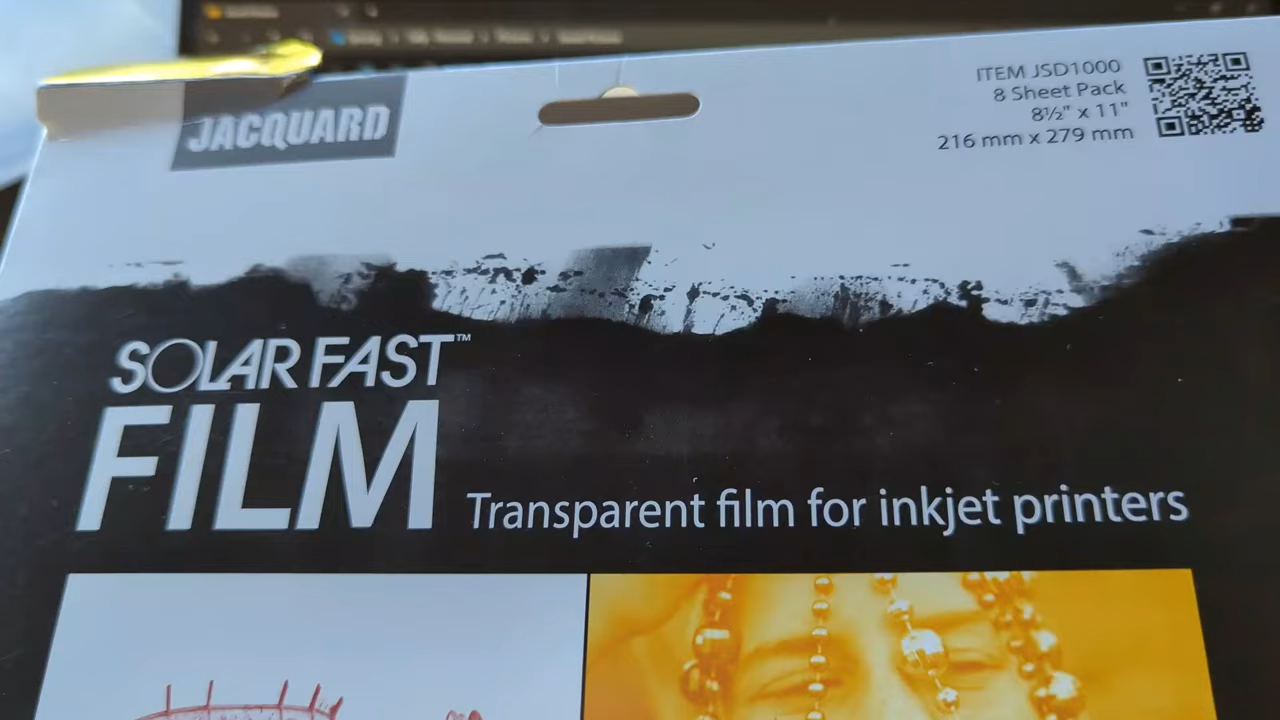 JACQUARD
ITEM JSD1000
8 Sheet Pack
8½" x 11"
216 mm x 279 mm
SOLARFAST™
FILM
Transparent film for inkjet printers